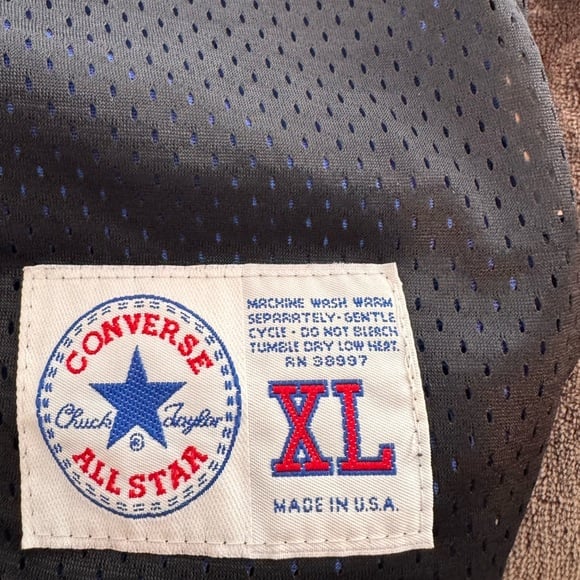 CONVERSE
Chuck Taylor
®
ALL STAR
MACHINE WASH WARM
SEPARATELY · GENTLE
CYCLE · DO NOT BLEACH
TUMBLE DRY LOW HEAT.
RN 38997
XL
MADE IN U.S.A.